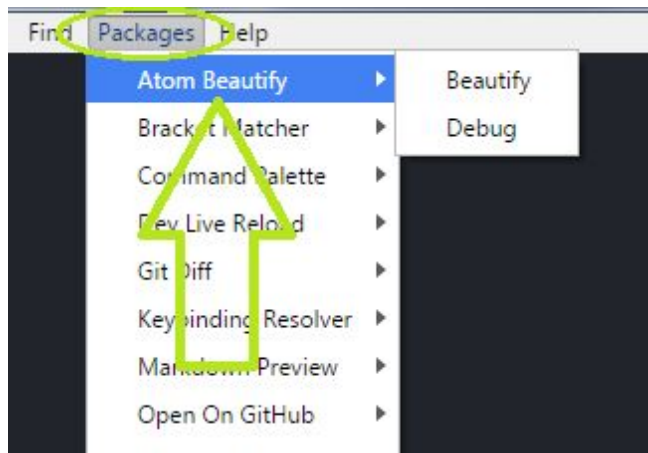 Find Packages Help
Atom Beautify
Beautify
Bracket Matcher
Debug
Command Palette
Dev Live Reload
Git Diff
Keybinding Resolver
Markdown Preview
Open On GitHub